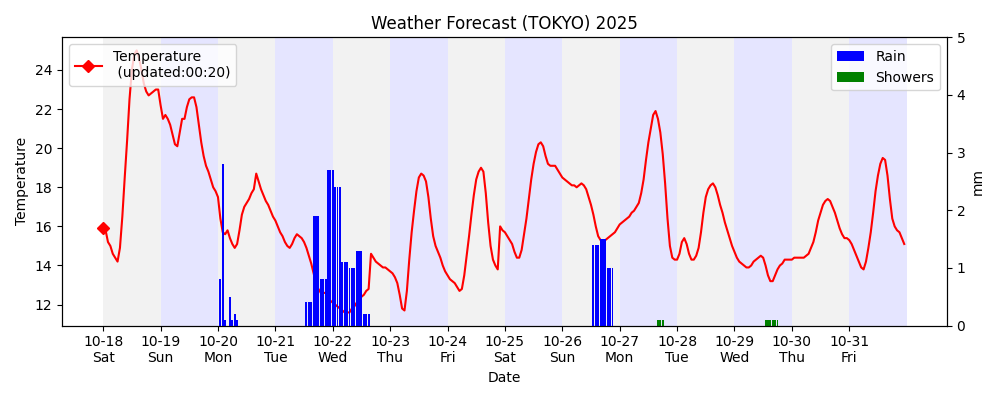 Weather Forecast (TOKYO) 2025
Temperature
(updated:00:20)
Rain
Showers
Temperature
24
22
20
18
16
14
12
5
4
3
2
1
0
mm
10-18 10-19 10-20 10-21 10-22 10-23 10-24 10-25 10-26 10-27 10-28 10-29 10-30 10-31
Sat Sun Mon Tue Wed Thu Fri Sat Sun Mon Tue Wed Thu Fri
Date